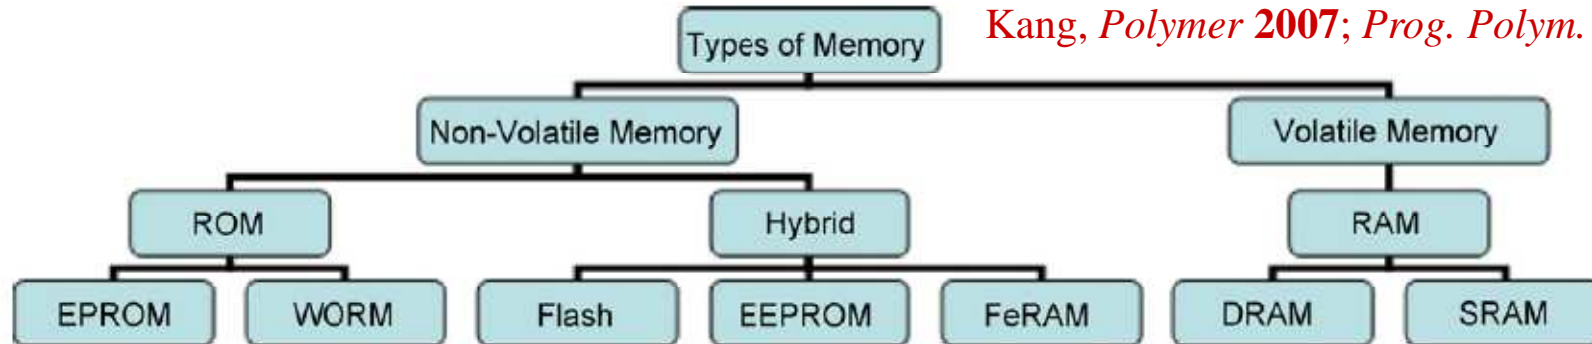 Kang, Polymer 2007; Prog. Polym.
Types of Memory
Non-Volatile Memory
Volatile Memory
ROM
Hybrid
RAM
EPROM
WORM
Flash
EEPROM
FeRAM
DRAM
SRAM